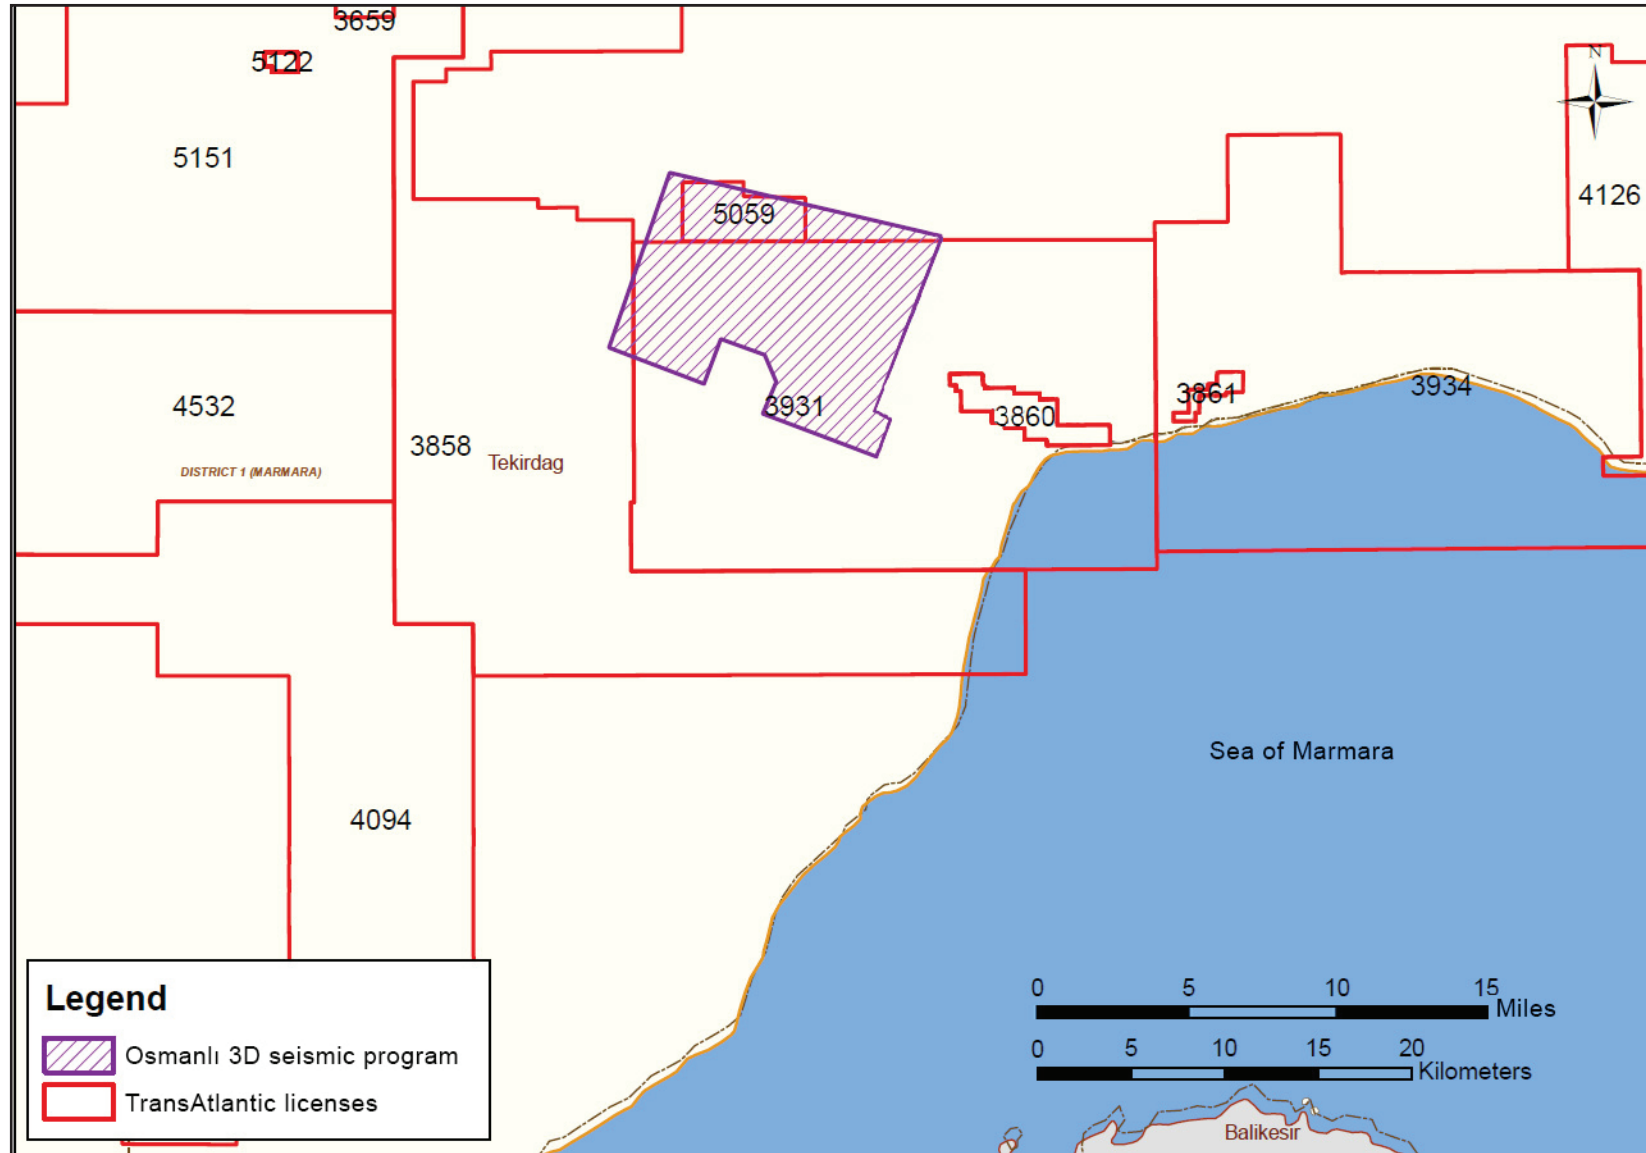 3659
5122
N
5151
4126
5059
3934
3861
4532
3931
3860
3858
Tekirdag
DISTRICT 1 (MARMARA)
Sea of Marmara
4094
Legend
Osmanlı 3D seismic program
TransAtlantic licenses
0 5 10 15
Miles
0 5 10 15 20
Kilometers
Balikesir